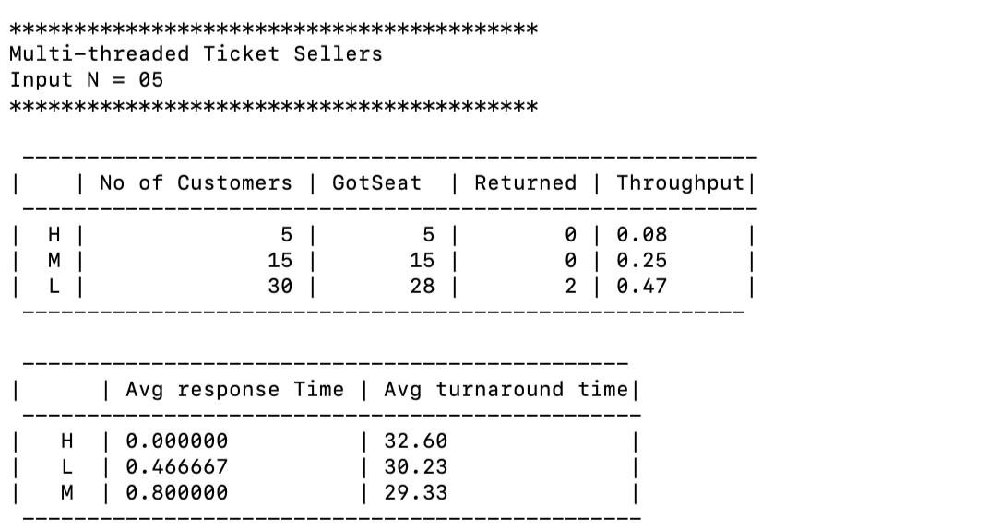 *****************************************
Multi-threaded Ticket Sellers
Input N = 05
*****************************************
 ---------------------------------------------------------
|    | No of Customers | GotSeat  | Returned | Throughput|
 ---------------------------------------------------------
|  H |               5 |        5 |        0 | 0.08      |
|  M |              15 |       15 |        0 | 0.25      |
|  L |              30 |       28 |        2 | 0.47      |
 --------------------------------------------------------
 -----------------------------------------------
|      | Avg response Time | Avg turnaround time|
 ------------------------------------------------
|   H  | 0.000000          | 32.60              |
|   L  | 0.466667          | 30.23              |
|   M  | 0.800000          | 29.33              |
 ------------------------------------------------